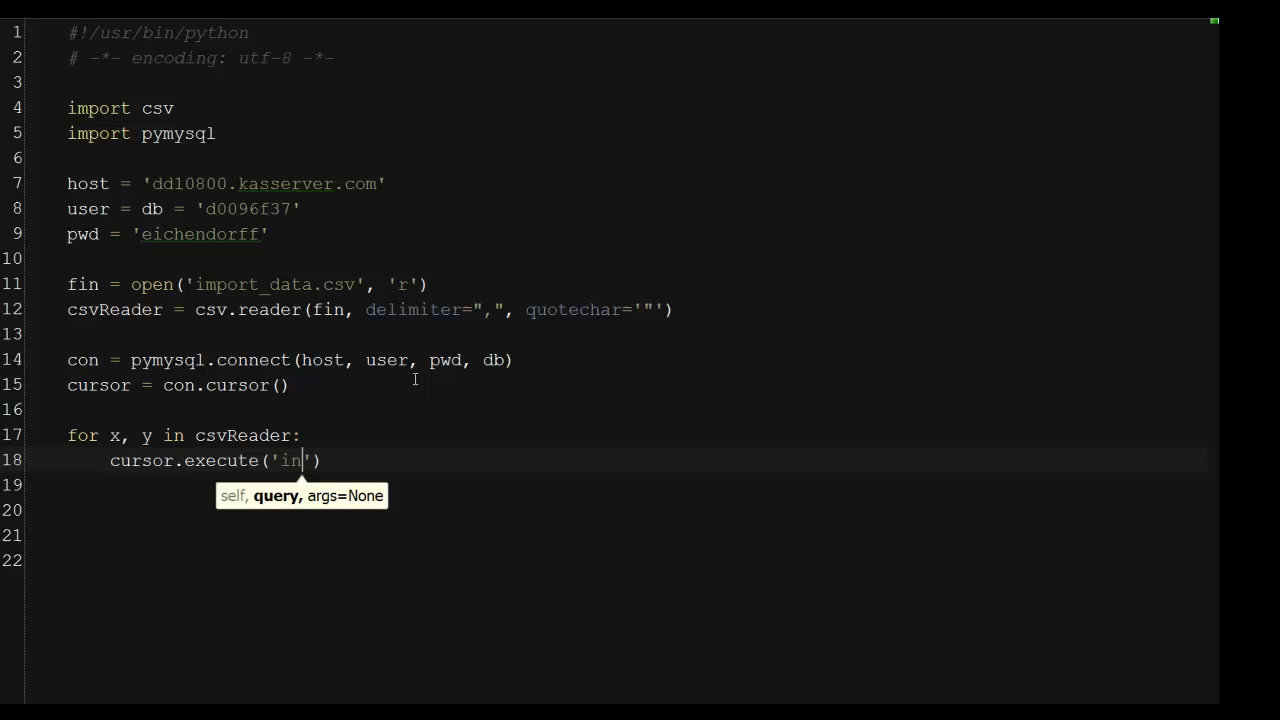 1 #!/usr/bin/python
2 # -*- encoding: utf-8 -*-
3
4 import csv
5 import pymysql
6
7 host = 'dd10800.kasserver.com'
8 user = db = 'd0096f37'
9 pwd = 'eichendorff'
10
11 fin = open('import_data.csv', 'r')
12 csvReader = csv.reader(fin, delimiter=",", quotechar='"')
13
14 con = pymysql.connect(host, user, pwd, db)
15 cursor = con.cursor()
16
17 for x, y in csvReader:
18     cursor.execute('in')
19 self, query, args=None
20
21
22